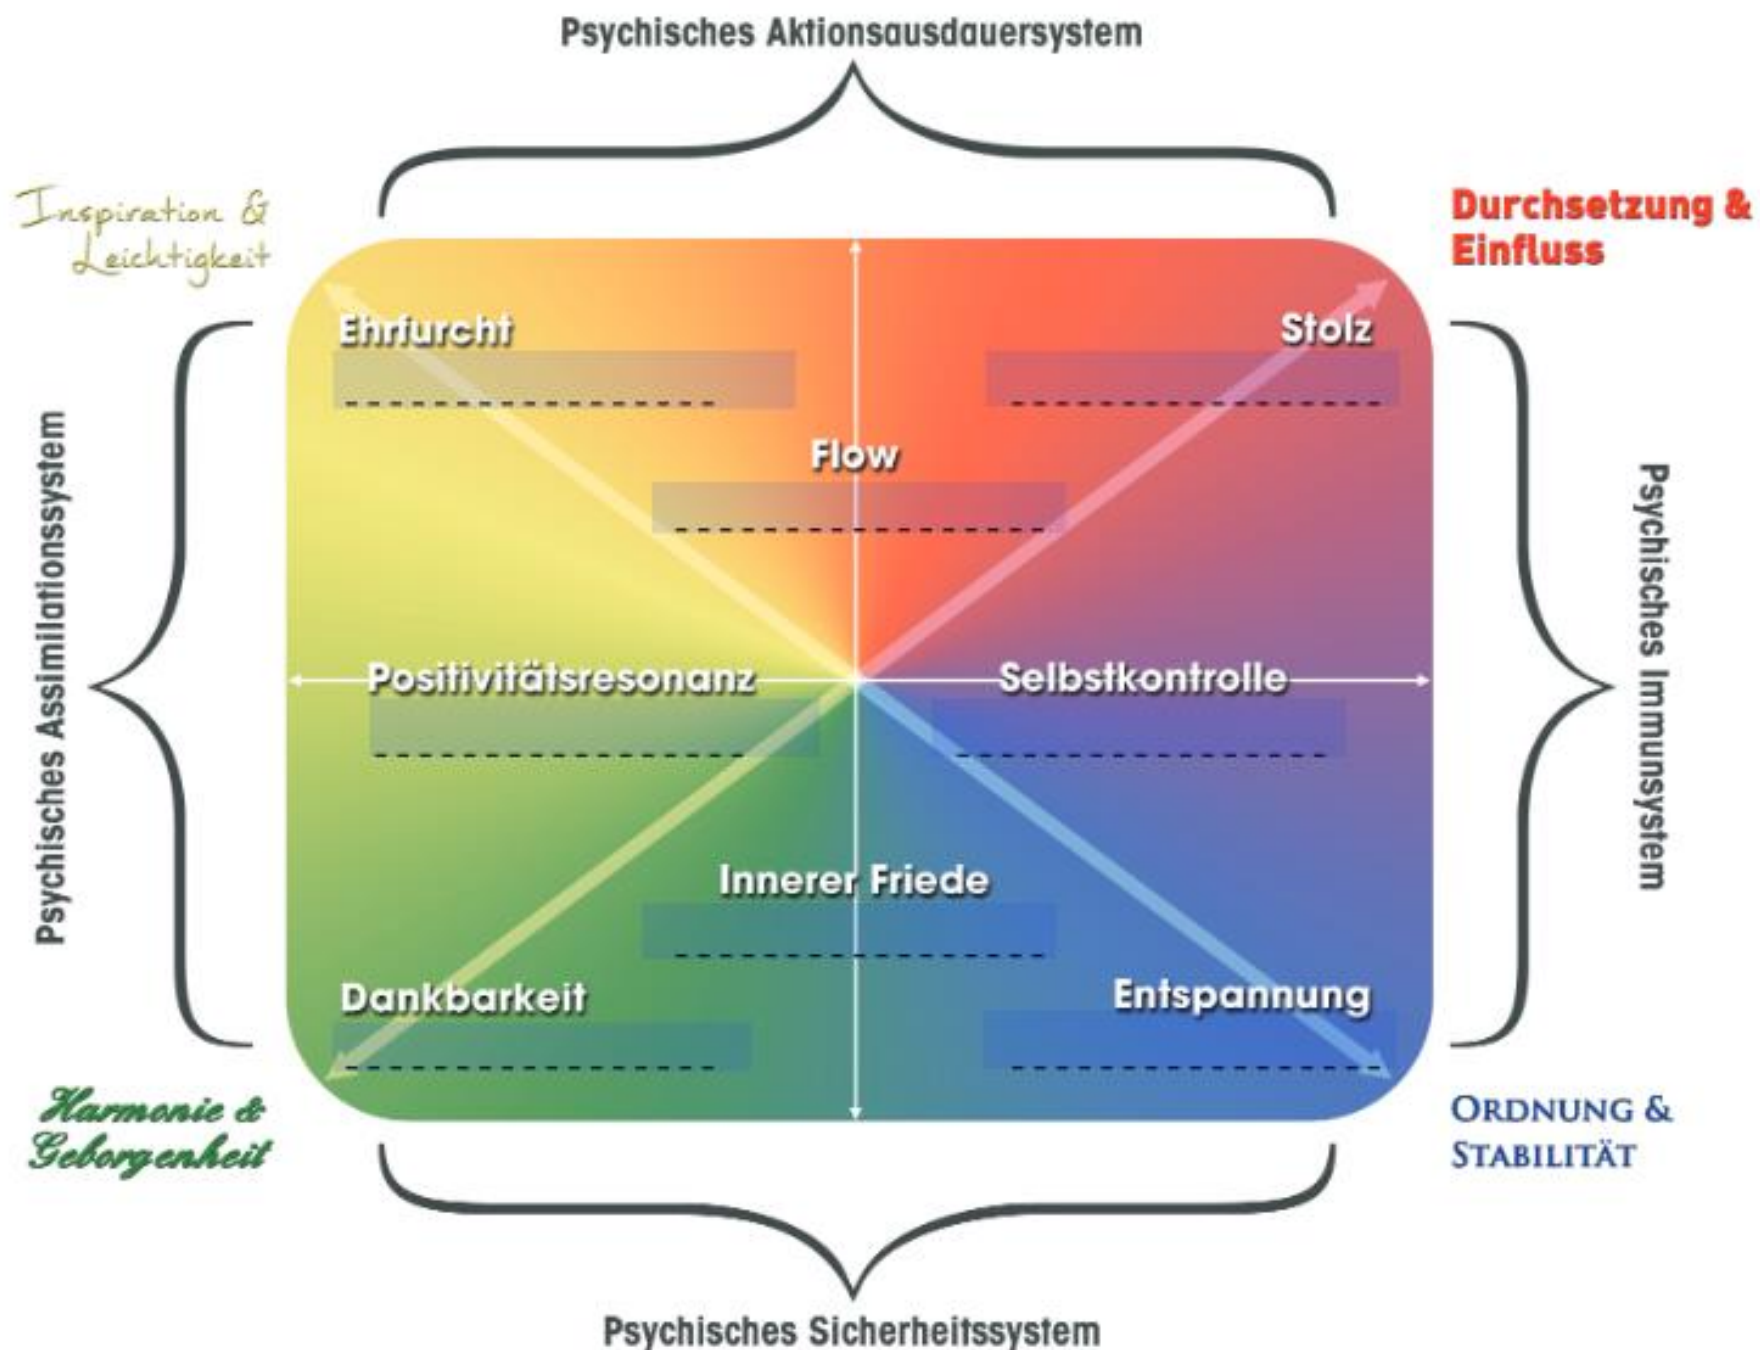 Psychisches Aktionsausdauersystem
Inspiration &
Leichtigkeit
Durchsetzung &
Einfluss
Ehrfurcht
Stolz
Flow
Psychisches Assimilationssystem
Psychisches Immunsystem
Positivitätsresonanz
Selbstkontrolle
Innerer Friede
Dankbarkeit
Entspannung
Harmonie &
Geborgenheit
ORDNUNG &
STABILITÄT
Psychisches Sicherheitssystem